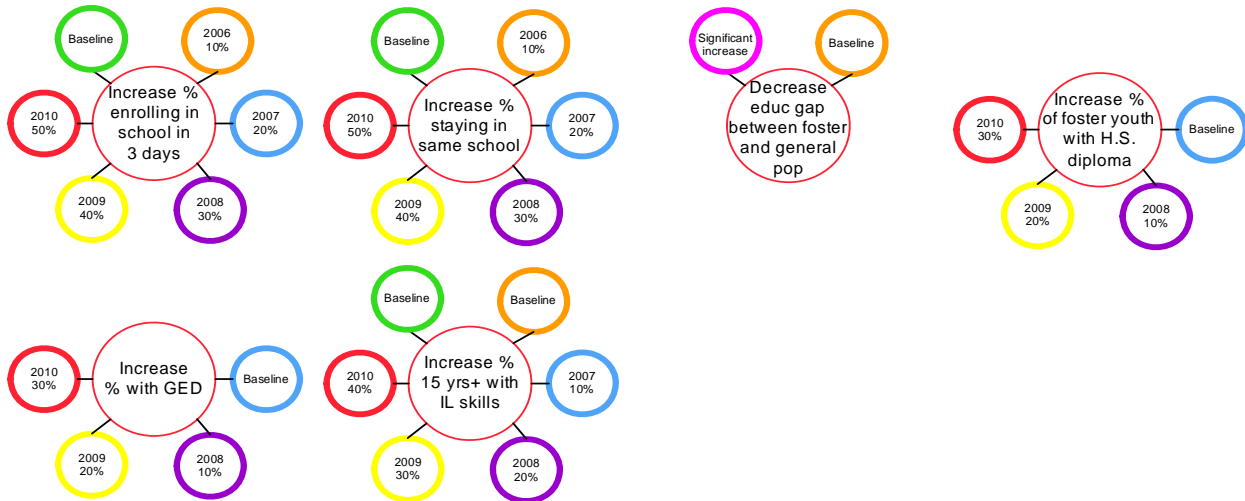 Baseline
2006
10%
Increase %
enrolling in
school in
3 days
2010
50%
2007
20%
2009
40%
2008
30%
Baseline
2006
10%
Increase %
staying in
same school
2010
50%
2007
20%
2009
40%
2008
30%
Significant
increase
Baseline
Decrease
educ gap
between foster
and general
pop
Increase %
of foster youth
with H.S.
diploma
2010
30%
Baseline
2009
20%
2008
10%
Increase
% with GED
2010
30%
Baseline
2009
20%
2008
10%
Baseline
Baseline
Increase %
15 yrs+ with
IL skills
2010
40%
2007
10%
2009
30%
2008
20%